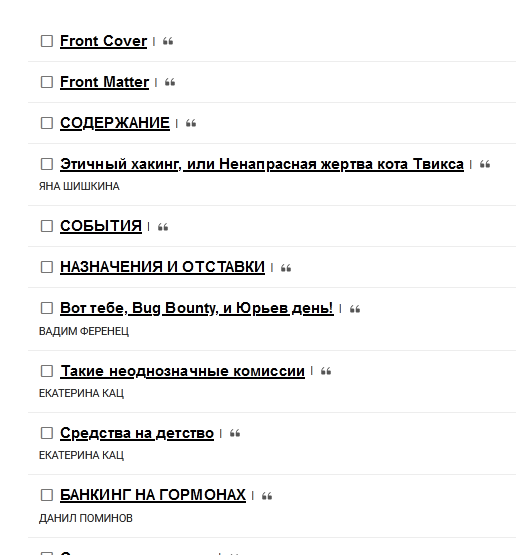 Front Cover |
Front Matter |
СОДЕРЖАНИЕ |
Этичный хакинг, или Ненапрасная жертва кота Твикса |
ЯНА ШИШКИНА
СОБЫТИЯ |
НАЗНАЧЕНИЯ И ОТСТАВКИ |
Вот тебе, Bug Bounty, и Юрьев день! |
ВАДИМ ФЕРЕНЕЦ
Такие неоднозначные комиссии |
ЕКАТЕРИНА КАЦ
Средства на детство |
ЕКАТЕРИНА КАЦ
БАНКИНГ НА ГОРМОНАХ |
ДАНИЛ ПОМИНОВ